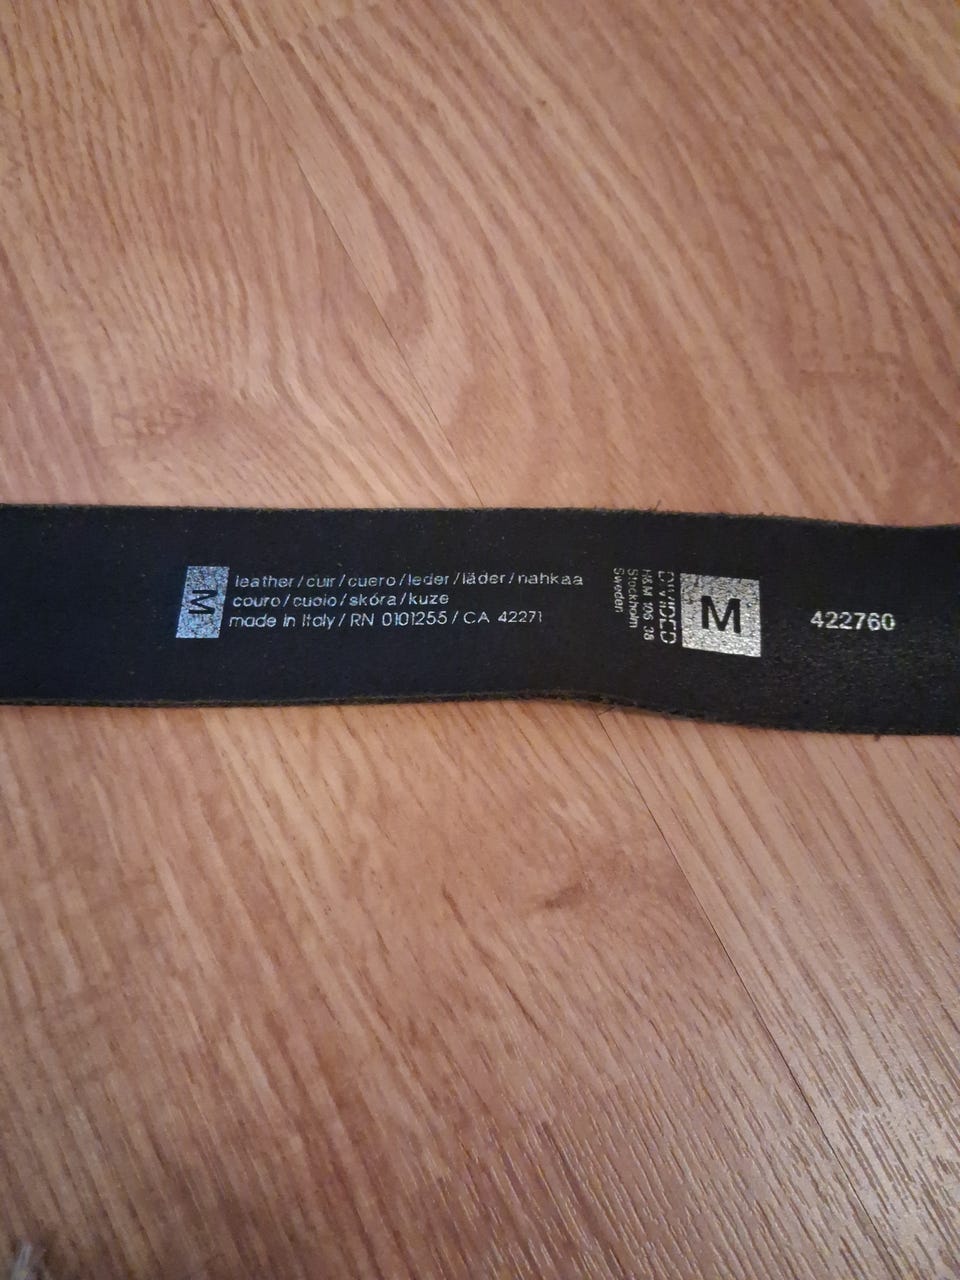 M
leather/cuir/cuero/leder/läder/nahkaa
couro/cuoio/skóra/kuze
made in Italy/RN 0101255/CA 42271
DIVIDED
H&M 106 38
Stockholm
Sweden
M
422760